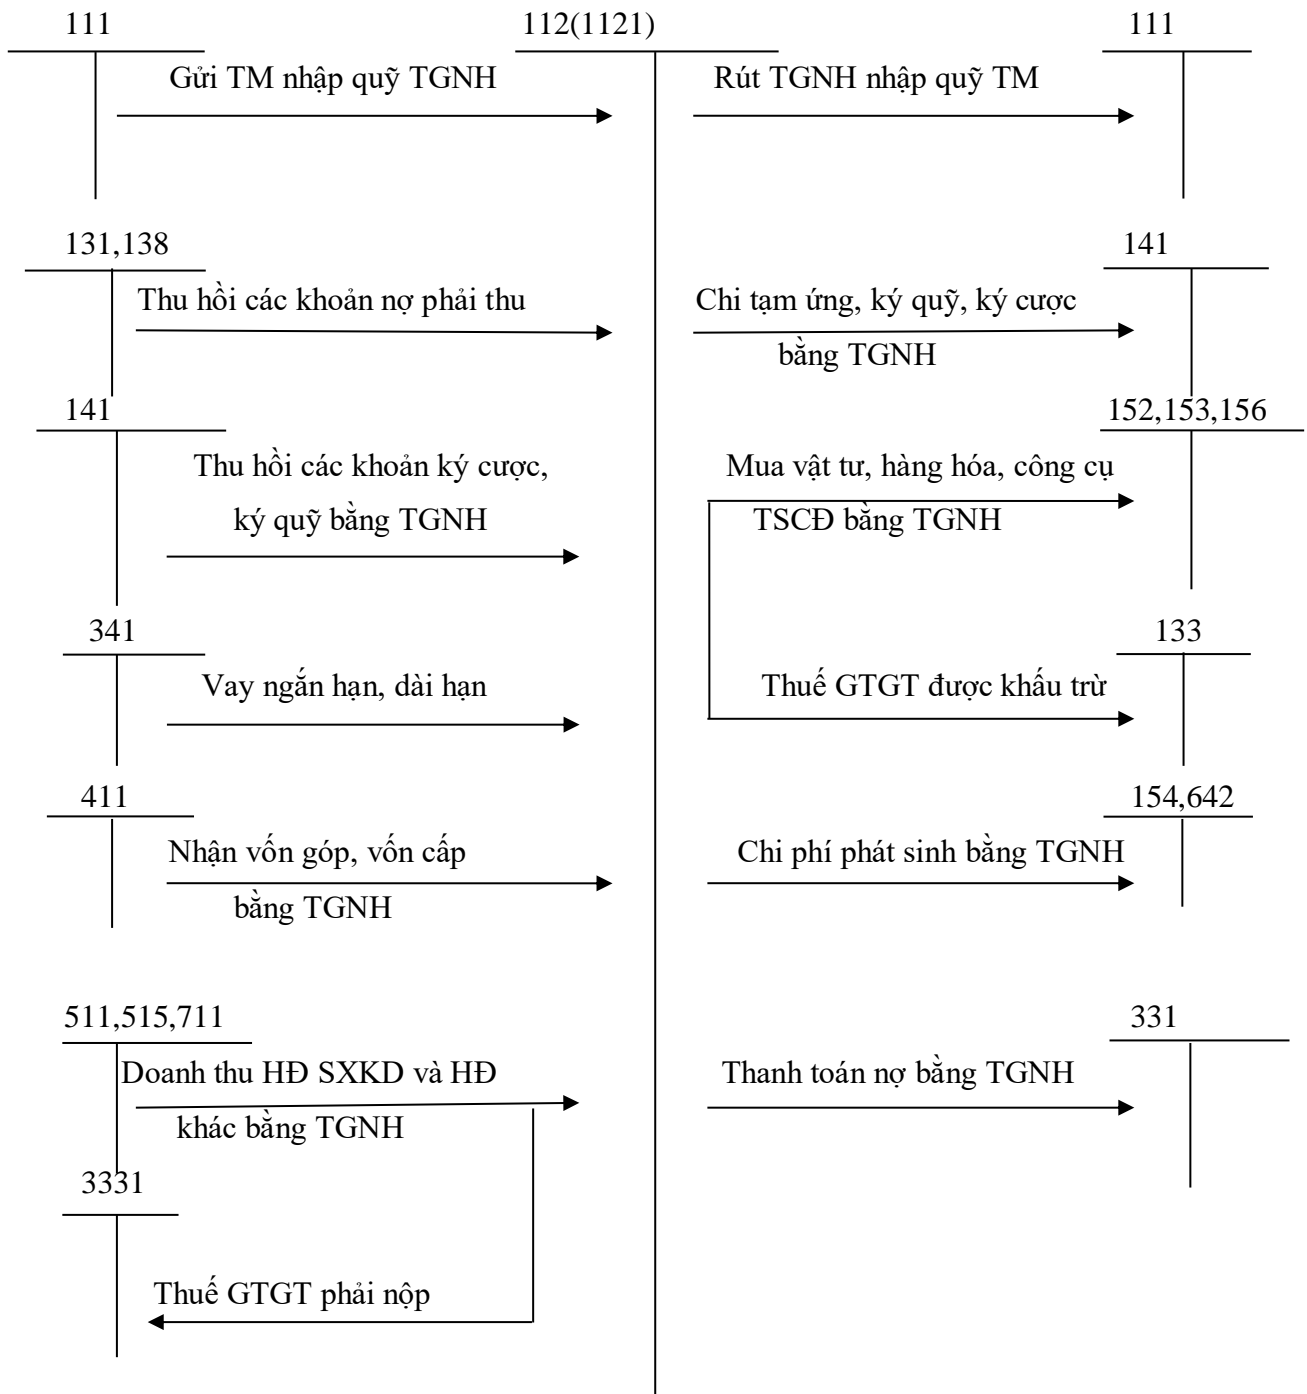 111
112(1121)
111
Gửi TM nhập quỹ TGNH
Rút TGNH nhập quỹ TM
131,138
141
Thu hồi các khoản nợ phải thu
Chi tạm ứng, ký quỹ, ký cược
bằng TGNH
141
152,153,156
Thu hồi các khoản ký cược,
ký quỹ bằng TGNH
Mua vật tư, hàng hóa, công cụ
TSCĐ bằng TGNH
341
133
Vay ngắn hạn, dài hạn
Thuế GTGT được khấu trừ
411
154,642
Nhận vốn góp, vốn cấp
bằng TGNH
Chi phí phát sinh bằng TGNH
511,515,711
331
Doanh thu HĐ SXKD và HĐ
khác bằng TGNH
Thanh toán nợ bằng TGNH
3331
Thuế GTGT phải nộp